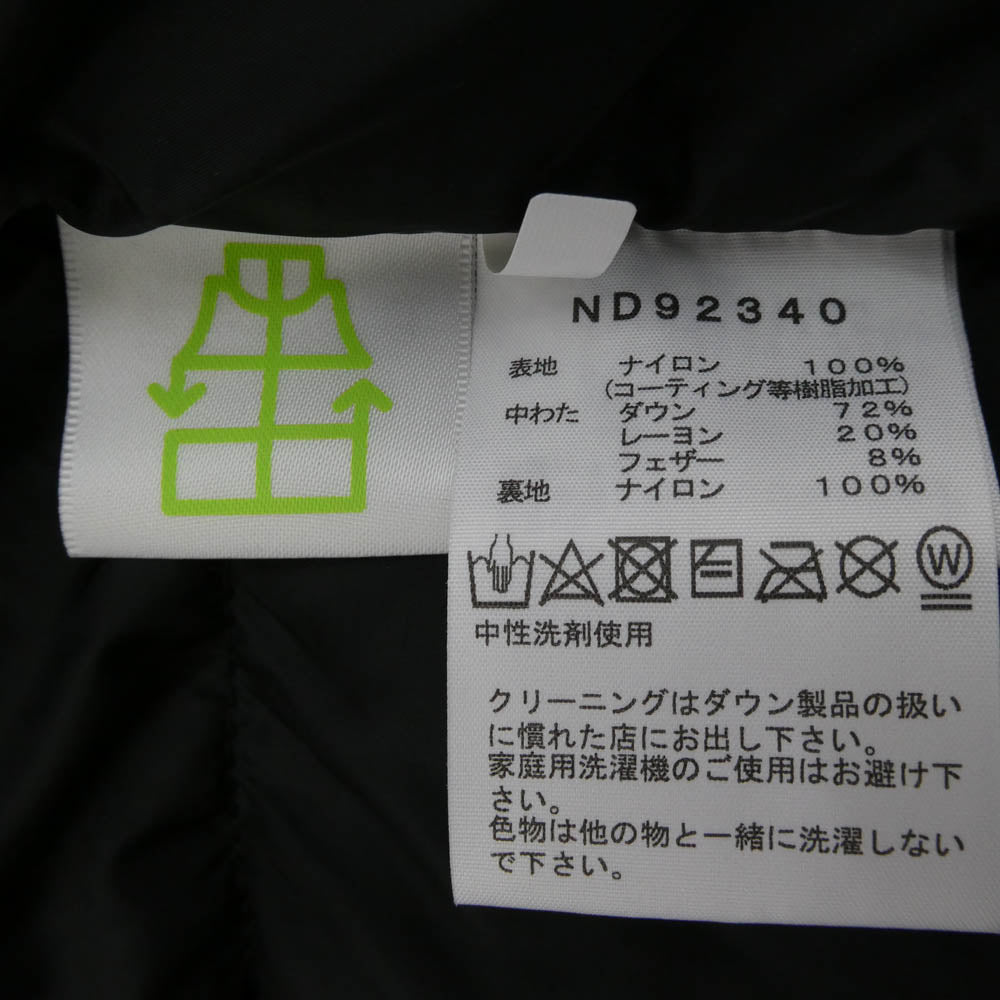 ND92340
表地 ナイロン 100%
(コーティング等樹脂加工)
中わた ダウン 72%
レーヨン 20%
フェザー 8%
裏地 ナイロン 100%
W
中性洗剤使用
クリーニングはダウン製品の扱い
に慣れた店にお出し下さい。
家庭用洗濯機のご使用はお避け下
さい。
色物は他の物と一緒に洗濯しない
で下さい。